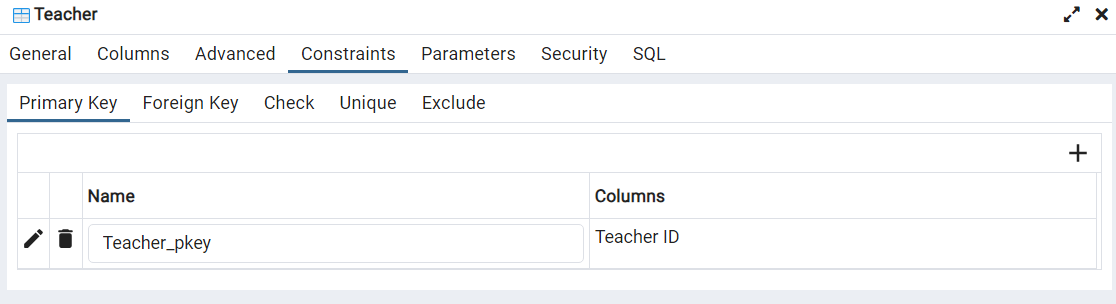 Teacher
General Columns Advanced Constraints Parameters Security SQL
Primary Key Foreign Key Check Unique Exclude
Name Columns
Teacher_pkey Teacher ID